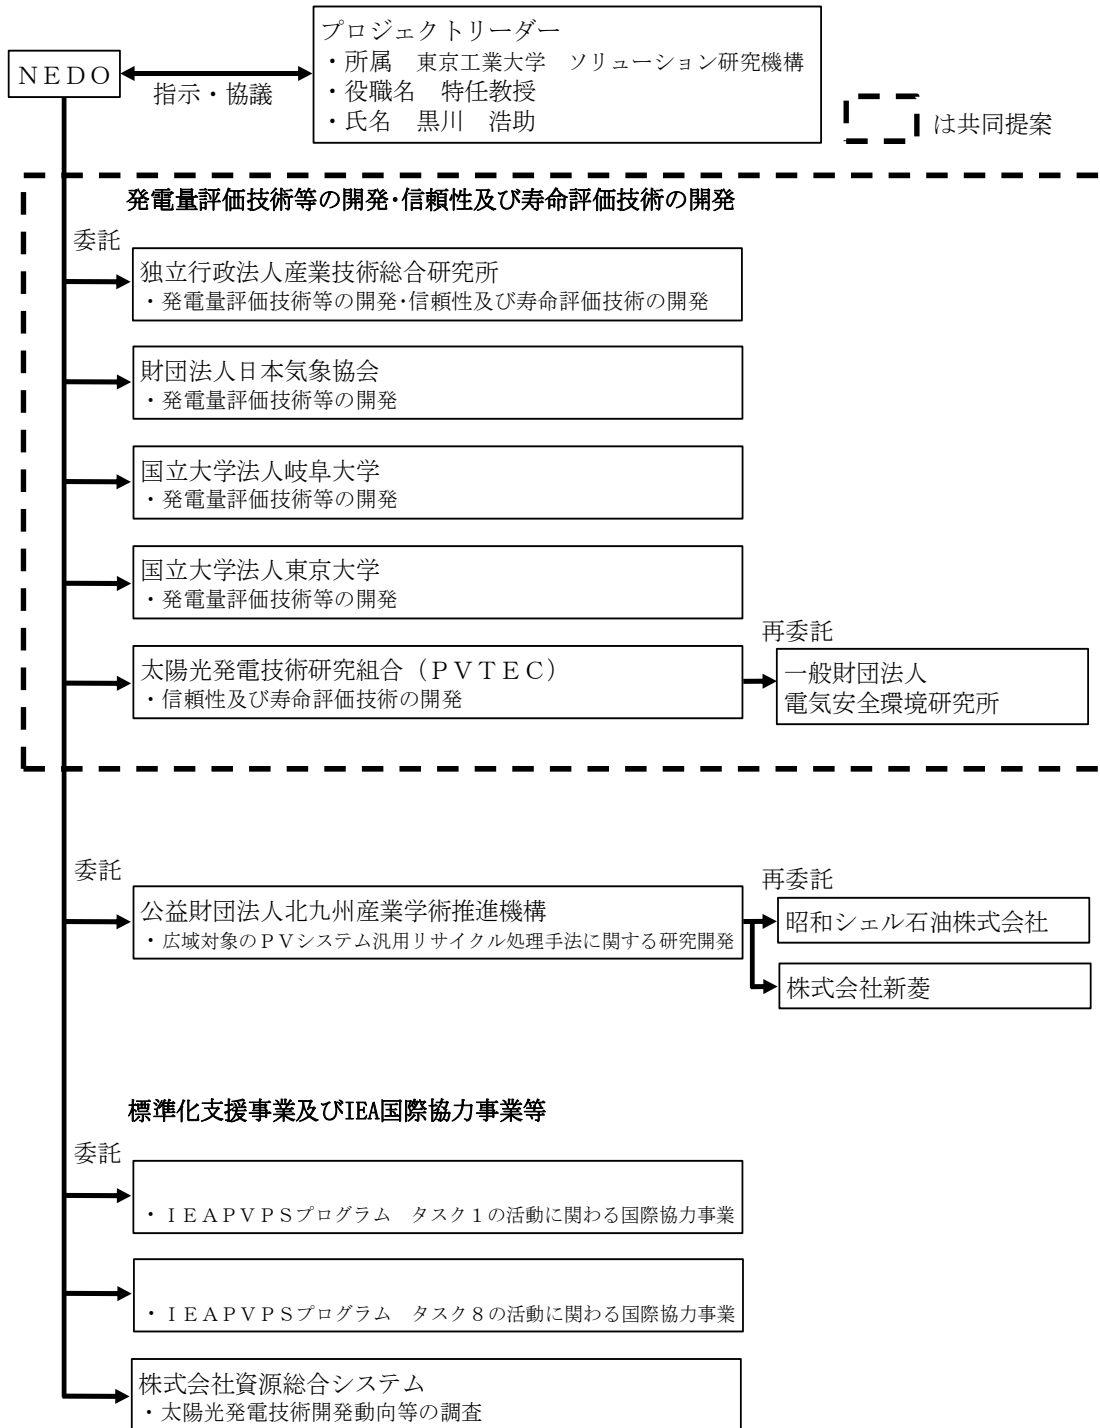 プロジェクトリーダー
・所属　東京工業大学　ソリューション研究機構
・役職名　特任教授
・氏名　黒川　浩助
ＮＥＤＯ
指示・協議
は共同提案
発電量評価技術等の開発・信頼性及び寿命評価技術の開発
委託
独立行政法人産業技術総合研究所
・発電量評価技術等の開発・信頼性及び寿命評価技術の開発
財団法人日本気象協会
・発電量評価技術等の開発
国立大学法人岐阜大学
・発電量評価技術等の開発
国立大学法人東京大学
・発電量評価技術等の開発
太陽光発電技術研究組合（ＰＶＴＥＣ）
・信頼性及び寿命評価技術の開発
再委託
一般財団法人
電気安全環境研究所
委託
公益財団法人北九州産業学術推進機構
・広域対象のＰＶシステム汎用リサイクル処理手法に関する研究開発
再委託
昭和シェル石油株式会社
株式会社新菱
標準化支援事業及びIEA国際協力事業等
委託
・ＩＥＡＰＶＰＳプログラム　タスク１の活動に関わる国際協力事業
・ＩＥＡＰＶＰＳプログラム　タスク８の活動に関わる国際協力事業
株式会社資源総合システム
・太陽光発電技術開発動向等の調査